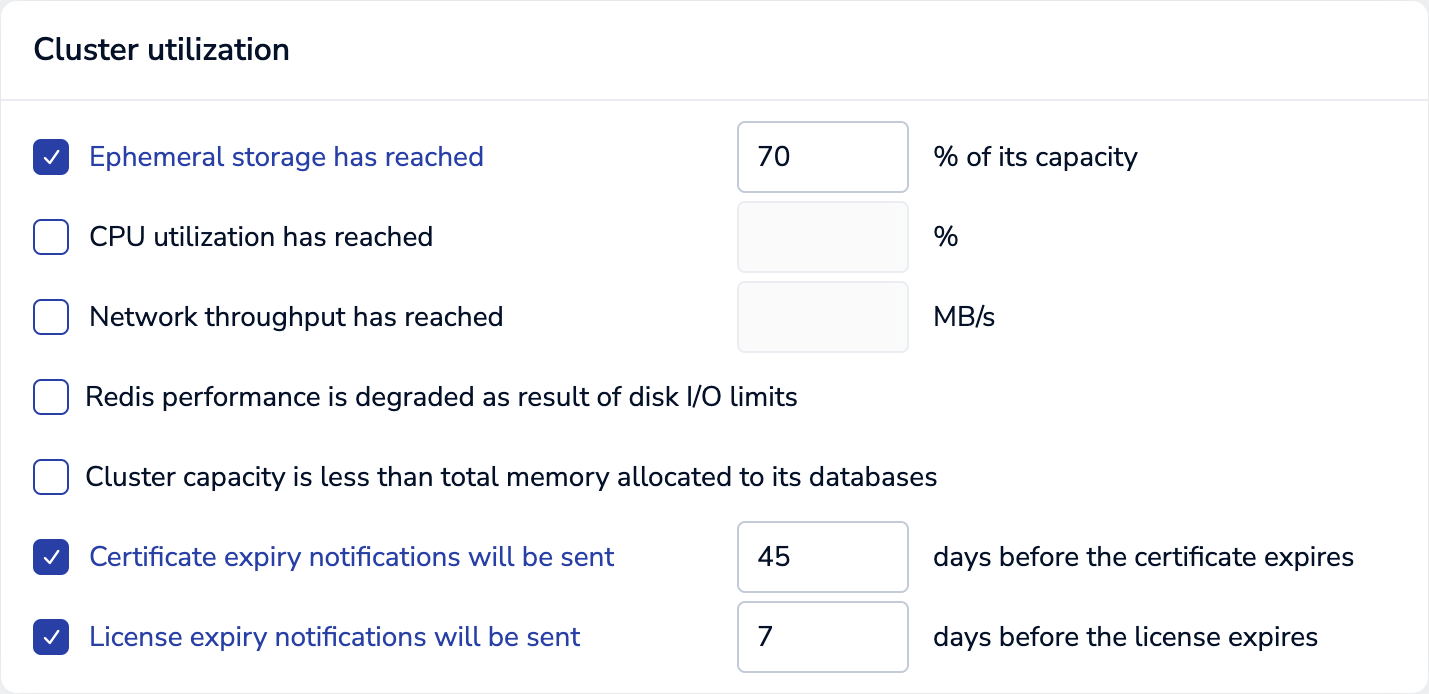 Cluster utilization
Ephemeral storage has reached 70 % of its capacity
CPU utilization has reached %
Network throughput has reached MB/s
Redis performance is degraded as result of disk I/O limits
Cluster capacity is less than total memory allocated to its databases
Certificate expiry notifications will be sent 45 days before the certificate expires
License expiry notifications will be sent 7 days before the license expires